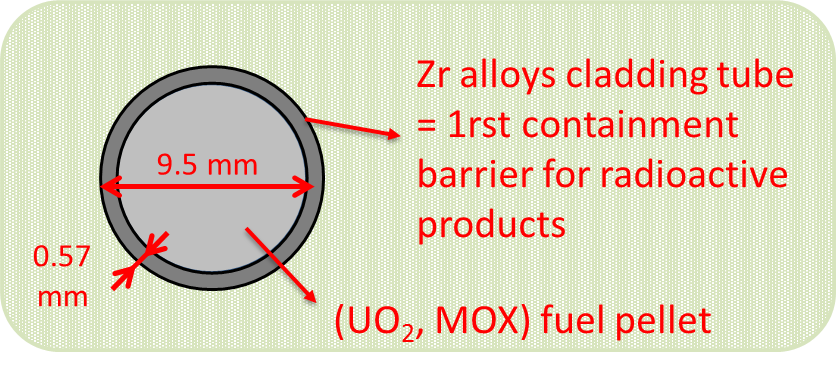 Zr alloys cladding tube
= 1rst containment
barrier for radioactive
products
9.5 mm
0.57
mm
(UO₂, MOX) fuel pellet